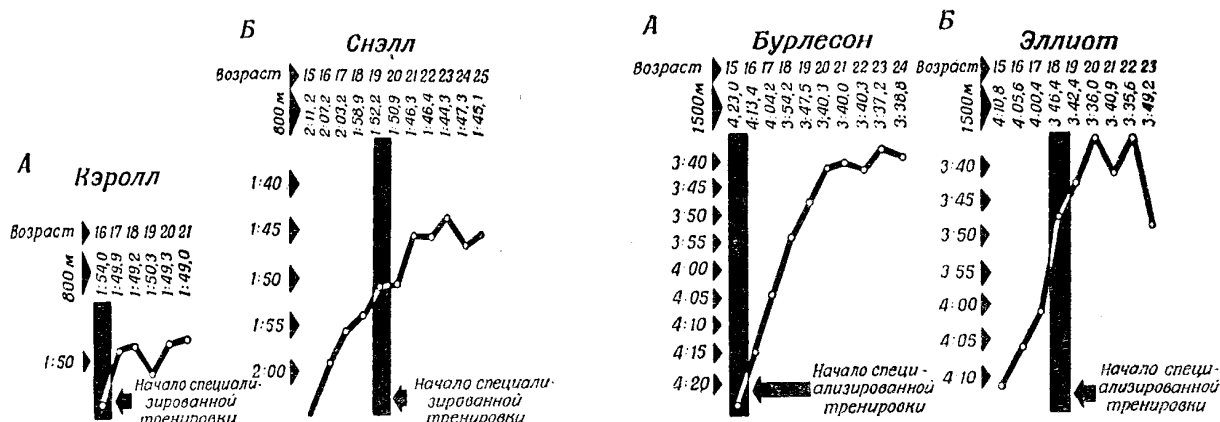 А
Кэролл
Возраст 16 17 18 19 20 21
800 м 1:54,0 1:49,9 1:49,2 1:50,3 1:49,3 1:49,0
1:50
Начало специали-
зированной
тренировки
Б
Снэлл
Возраст 15 16 17 18 19 20 21 22 23 24 25
800 м 2:11,2 2:07,2 2:03,2 1:58,9 1:52,2 1:50,9 1:46,3 1:46,4 1:44,3 1:47,3 1:45,1
1:40
1:45
1:50
1:55
2:00
Начало специали-
зированной
тренировки
А
Бурлесон
Возраст 15 16 17 18 19 20 21 22 23 24
1500 м 4,23,0 4:13,4 4:04,2 3:54,2 3:47,5 3:40,3 3:40,0 3:40,3 3:37,2 3:38,8
3:40
3:45
3:50
3:55
4:00
4:05
4:10
4:15
4:20
Начало специ-
ализированной
тренировки
Б
Эллиот
Возраст 15 16 17 18 19 20 21 22 23
1500 м 4:10,8 4:05,6 4:00,4 3:46,4 3:42,4 3:36,0 3:40,9 3:35,6 3:49,2
3:40
3:45
3:50
3:55
4:00
4:05
4:10
Начало специ-
ализированной
тренировки